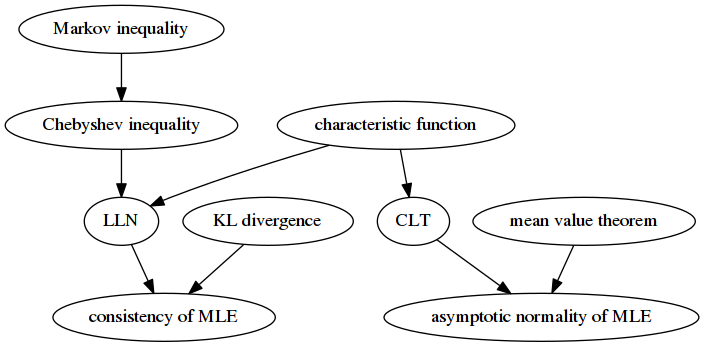 Markov inequality
Chebyshev inequality
characteristic function
LLN
KL divergence
CLT
mean value theorem
consistency of MLE
asymptotic normality of MLE